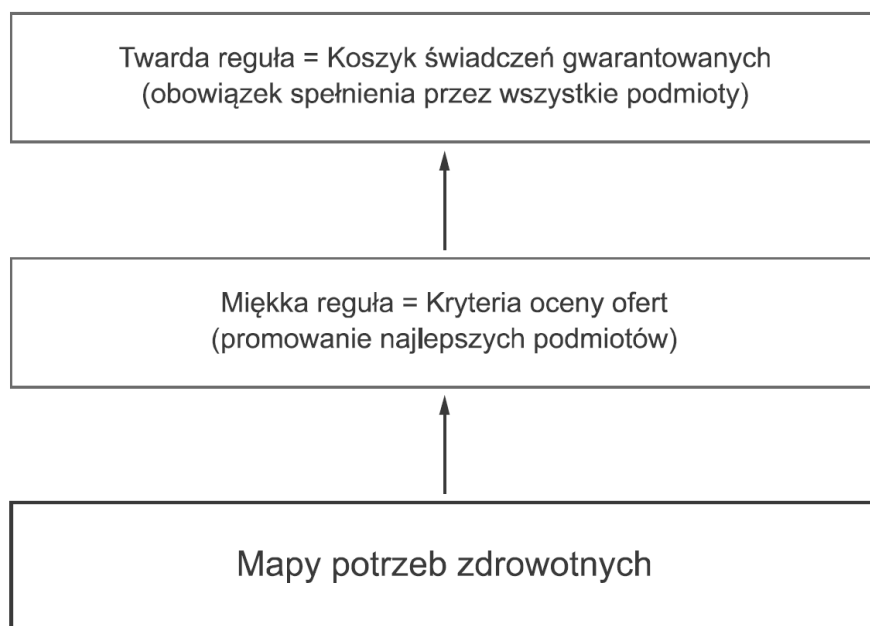 Twarda reguła = Koszyk świadczeń gwarantowanych
(obowiązek spełnienia przez wszystkie podmioty)
Miękka reguła = Kryteria oceny ofert
(promowanie najlepszych podmiotów)
Mapy potrzeb zdrowotnych